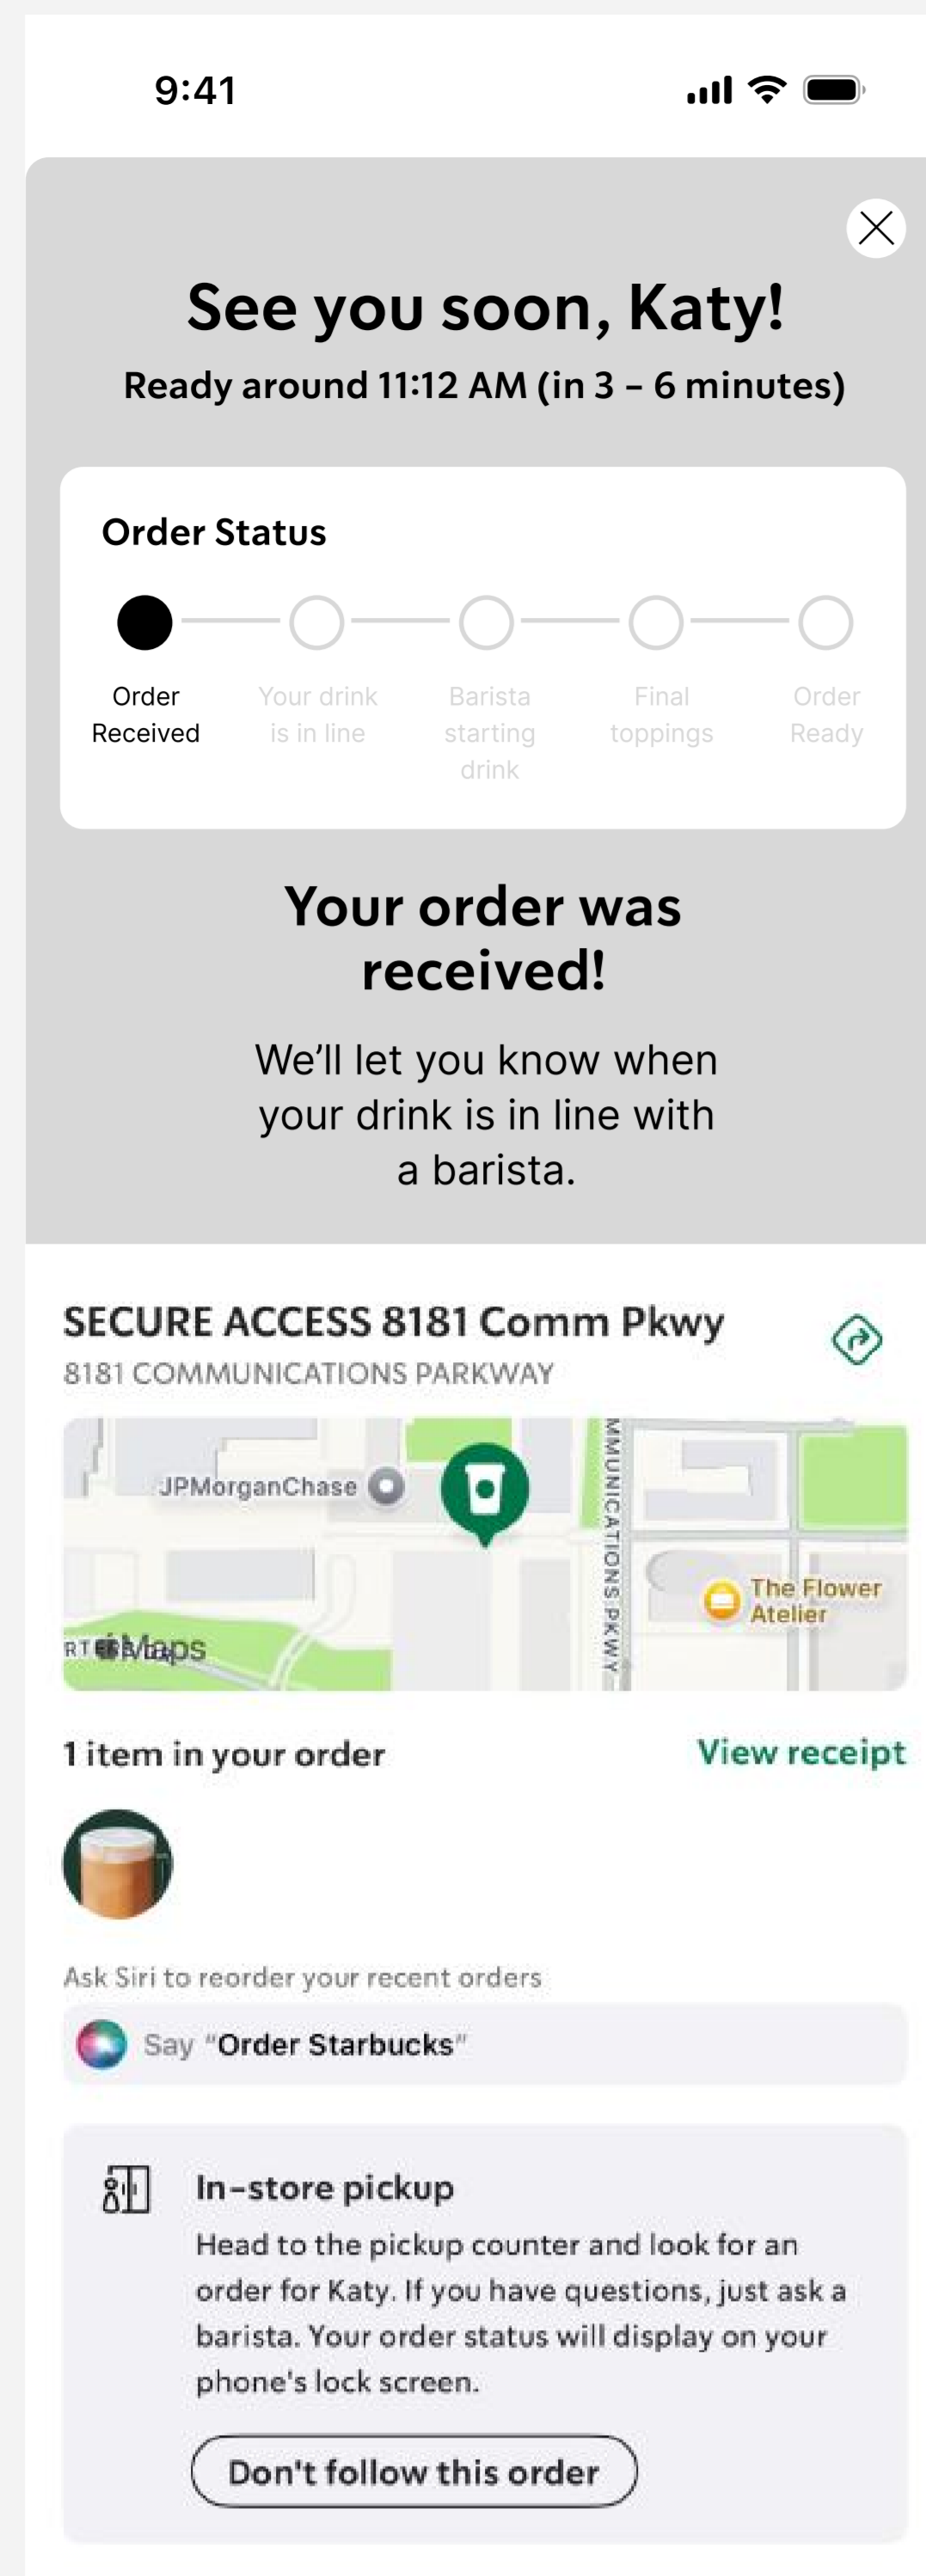 9:41
See you soon, Katy!
Ready around 11:12 AM (in 3 – 6 minutes)
Order Status
Order
Received
Your drink
is in line
Barista
starting
drink
Final
toppings
Order
Ready
Your order was
received!
We’ll let you know when
your drink is in line with
a barista.
SECURE ACCESS 8181 Comm Pkwy
8181 COMMUNICATIONS PARKWAY
JPMorganChase
MMUNICATIONS PKWY
The Flower
Atelier
Maps
1 item in your order
View receipt
Ask Siri to reorder your recent orders
Say "Order Starbucks"
In-store pickup
Head to the pickup counter and look for an
order for Katy. If you have questions, just ask a
barista. Your order status will display on your
phone's lock screen.
Don't follow this order